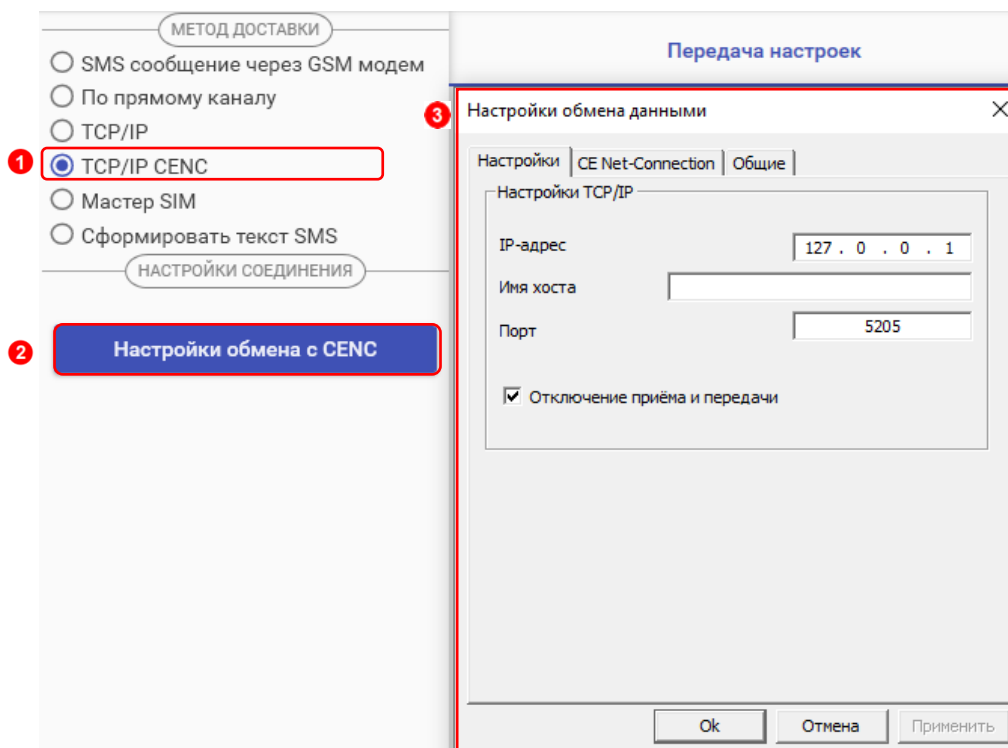 МЕТОД ДОСТАВКИ
SMS сообщение через GSM модем
По прямому каналу
TCP/IP
1
TCP/IP CENC
Мастер SIM
Сформировать текст SMS
НАСТРОЙКИ СОЕДИНЕНИЯ
2
Настройки обмена с CENC
Передача настроек
3
Настройки обмена данными
Настройки CE Net-Connection Общие
Настройки TCP/IP
IP-адрес 127 . 0 . 0 . 1
Имя хоста
Порт 5205
Отключение приёма и передачи
Ok Отмена Применить